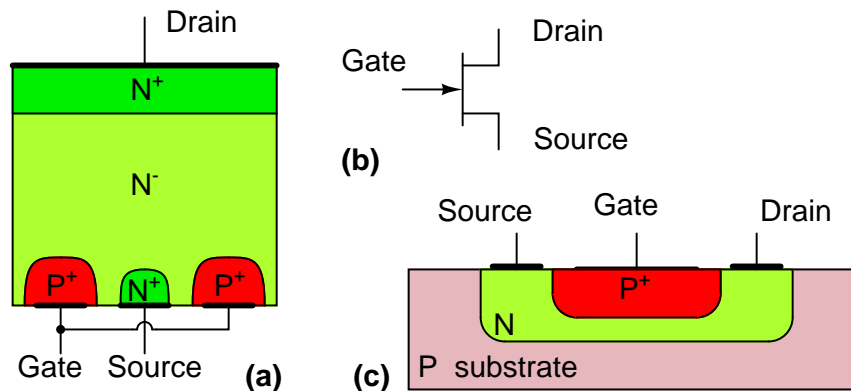 Drain
N+
N-
P+ N+ P+
Gate Source (a)
Drain
Gate
Source
(b)
Source Gate Drain
P+
N
P substrate
(c)